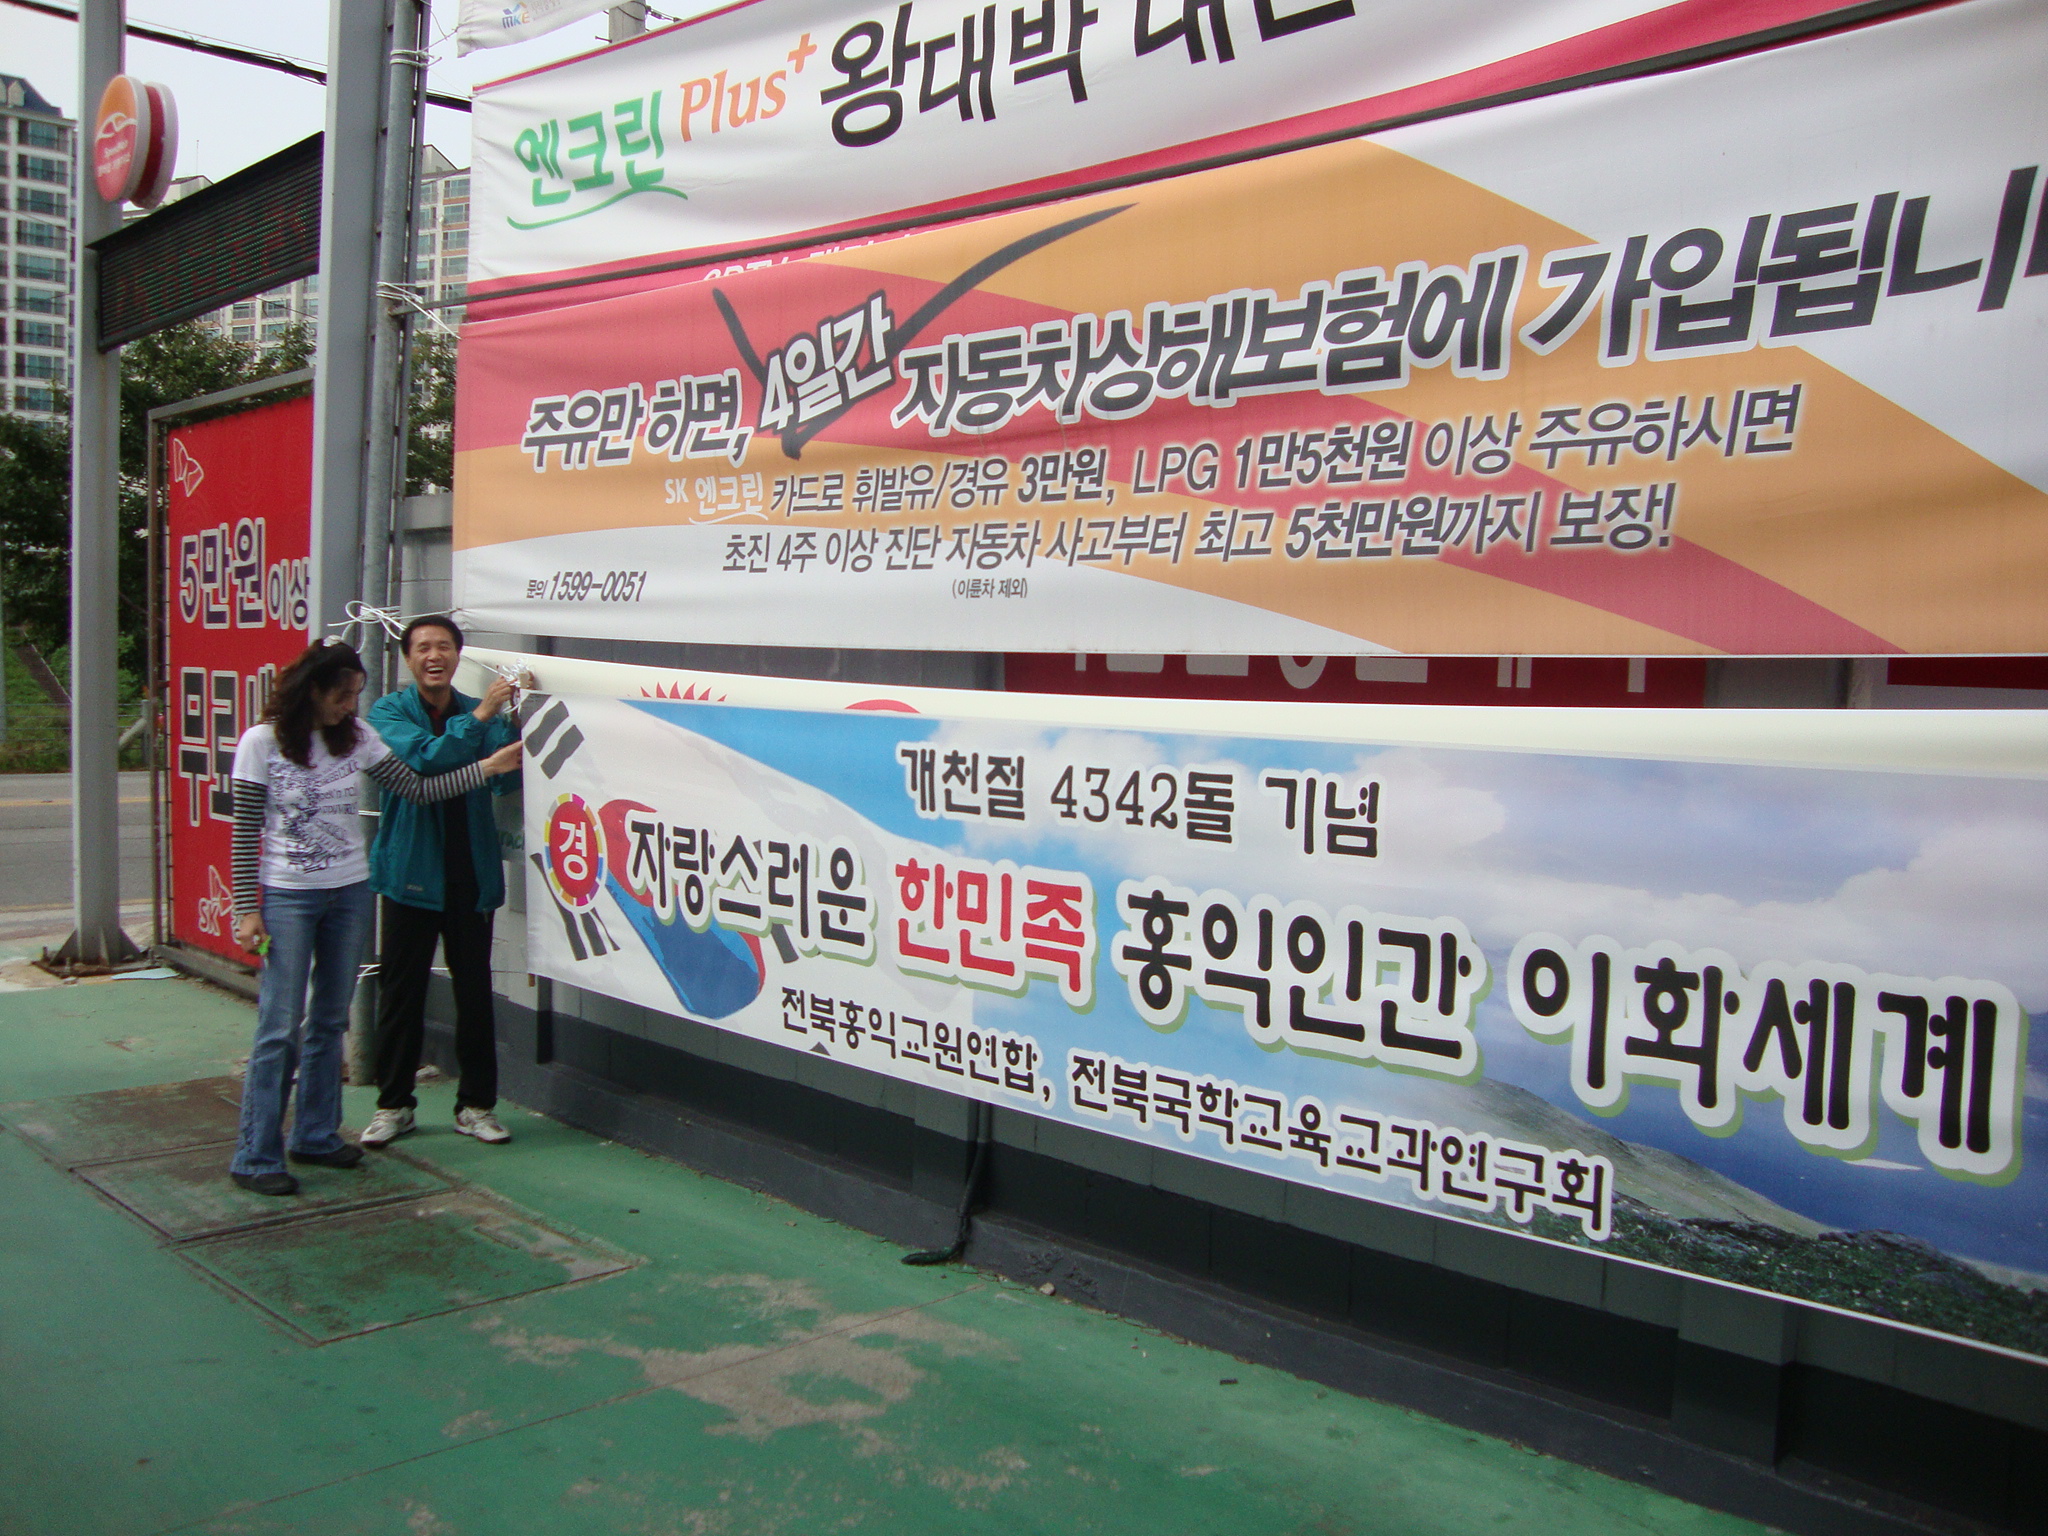 MKE
엔크린 Plus+ 왕대박
주유만 하면, 4일간 자동차상해보험에 가입됩니
SK 엔크린 카드로 휘발유/경유 3만원, LPG 1만5천원 이상 주유하시면
초진 4주 이상 진단 자동차 사고부터 최고 5천만원까지 보장!
(이륜차 제외)
문의 1599-0051
5만원 이상
무료
SK
개천절 4342돌 기념
경 자랑스러운 한민족 홍익인간 이화세계
전북홍익교원연합, 전북국학교육교과연구회